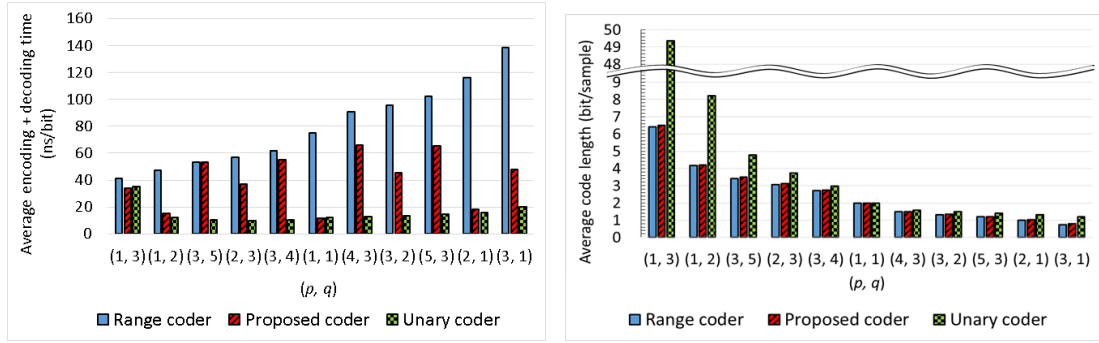 Average encoding + decoding time
(ns/bit)
160
140
120
100
80
60
40
20
0
(1, 3) (1, 2) (3, 5) (2, 3) (3, 4) (1, 1) (4, 3) (3, 2) (5, 3) (2, 1) (3, 1)
(p, q)
Range coder Proposed coder Unary coder
Average code length (bit/sample)
50
49
48
9
8
7
6
5
4
3
2
1
0
(1, 3) (1, 2) (3, 5) (2, 3) (3, 4) (1, 1) (4, 3) (3, 2) (5, 3) (2, 1) (3, 1)
(p, q)
Range coder Proposed coder Unary coder